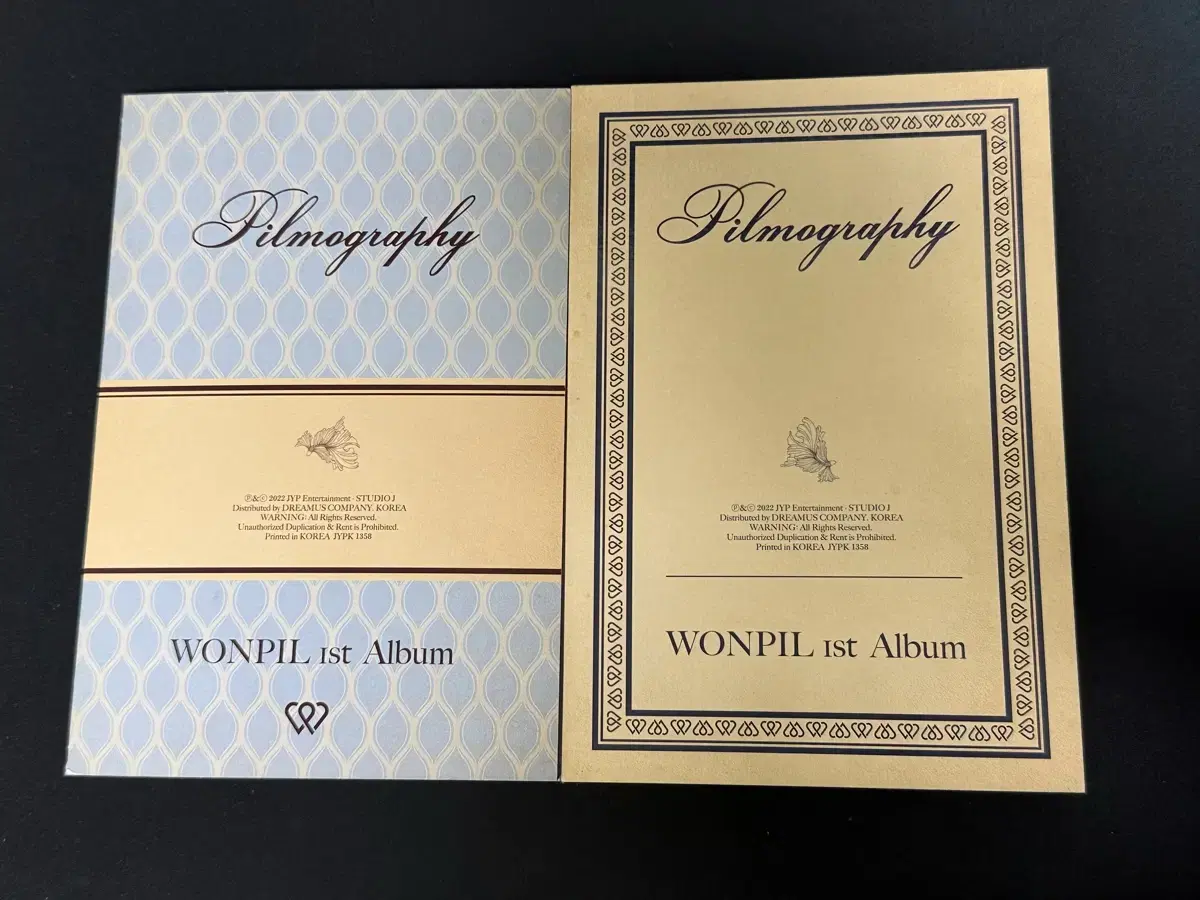 Pilmography
℗&ⓒ 2022 JYP Entertainment · STUDIO J
Distributed by DREAMUS COMPANY. KOREA
WARNING: All Rights Reserved.
Unauthorized Duplication & Rent is Prohibited.
Printed in KOREA JYPK 1358
WONPIL 1st Album
Pilmography
℗&ⓒ 2022 JYP Entertainment · STUDIO J
Distributed by DREAMUS COMPANY. KOREA
WARNING: All Rights Reserved.
Unauthorized Duplication & Rent is Prohibited.
Printed in KOREA JYPK 1358
WONPIL 1st Album